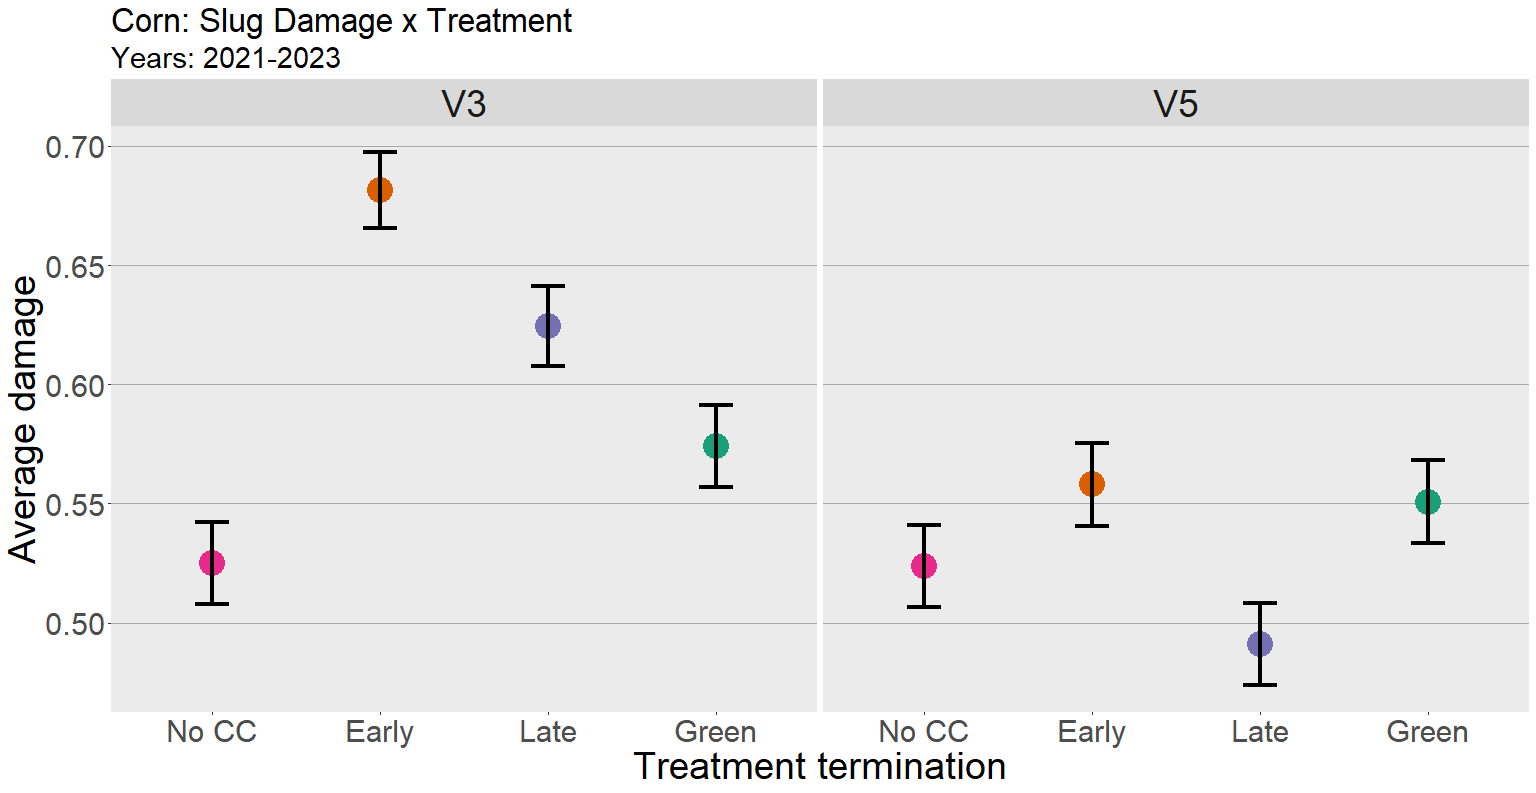 Corn: Slug Damage x Treatment
Years: 2021-2023
V3
V5
0.70
0.65
0.60
0.55
0.50
Average damage
No CC Early Late Green No CC Early Late Green
Treatment termination